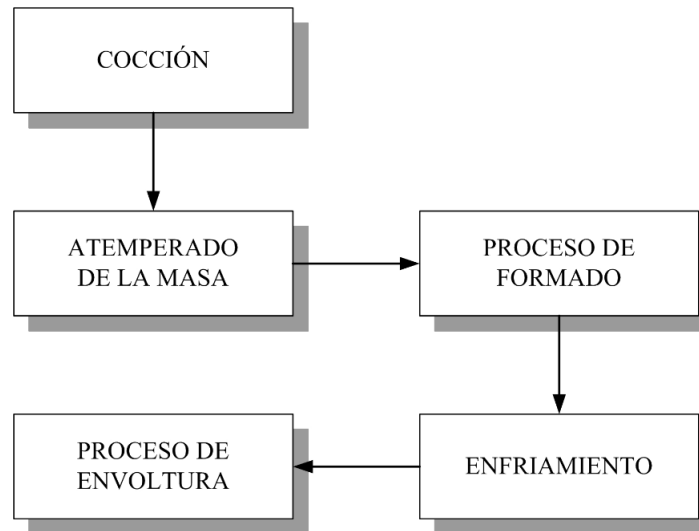 COCCIÓN
ATEMPERADO
DE LA MASA
PROCESO DE
FORMADO
ENFRIAMIENTO
PROCESO DE
ENVOLTURA